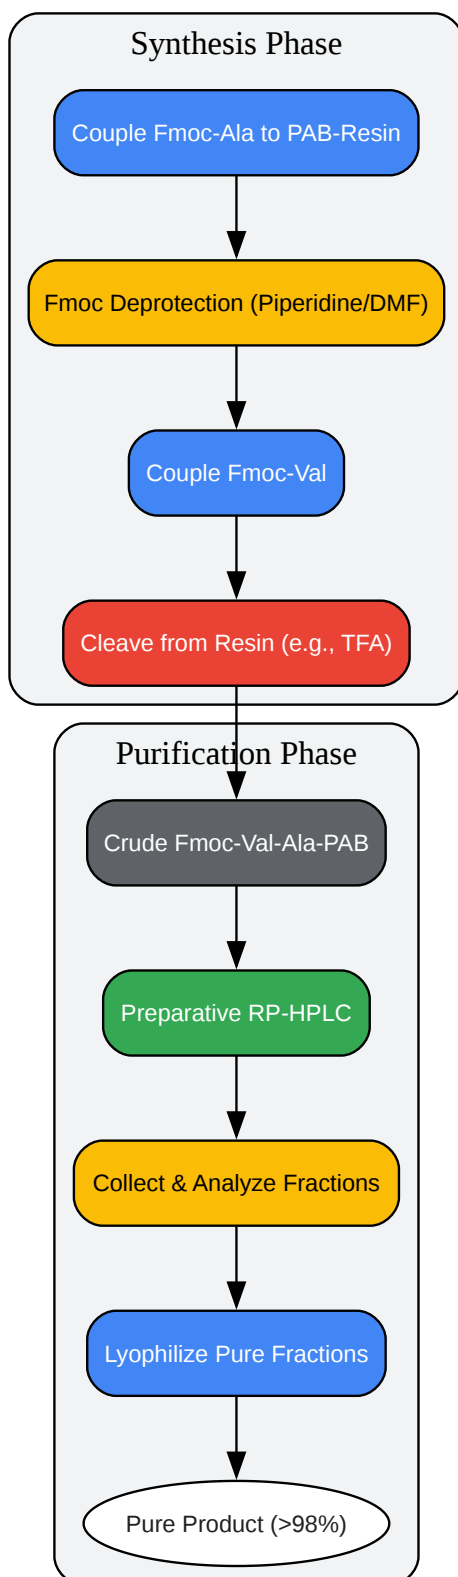 Synthesis Phase
Couple Fmoc-Ala to PAB-Resin
Fmoc Deprotection (Piperidine/DMF)
Couple Fmoc-Val
Cleave from Resin (e.g., TFA)
Purification Phase
Crude Fmoc-Val-Ala-PAB
Preparative RP-HPLC
Collect & Analyze Fractions
Lyophilize Pure Fractions
Pure Product (>98%)